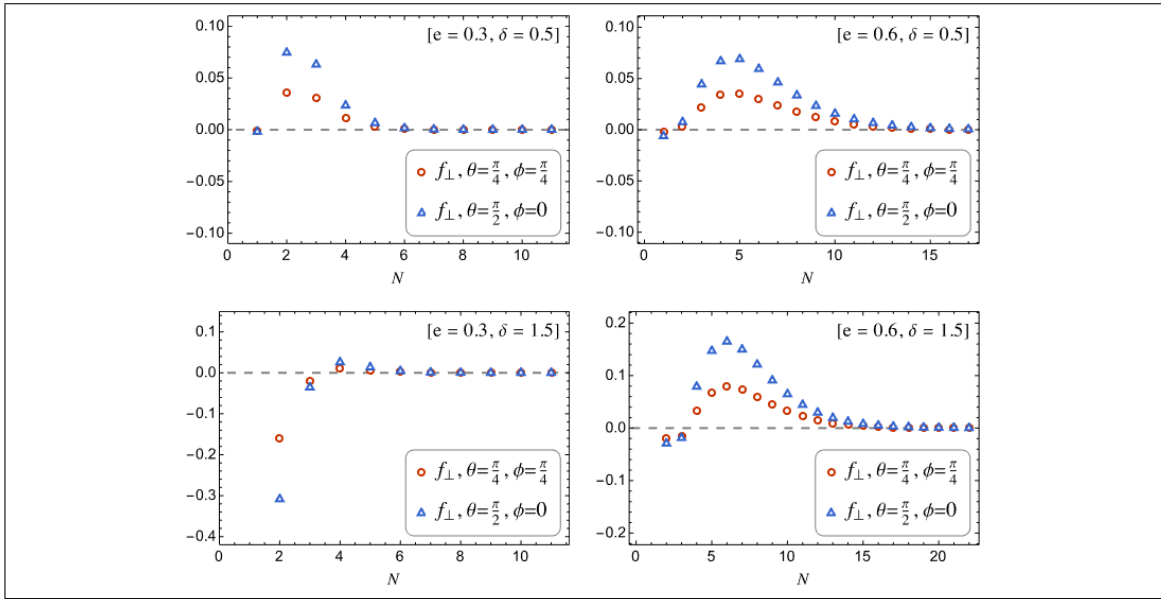 [e = 0.3, δ = 0.5]
0.10
0.05
0.00
−0.05
−0.10
f⊥, θ=π/4, ϕ=π/4
f⊥, θ=π/2, ϕ=0
0 2 4 6 8 10
N
[e = 0.6, δ = 0.5]
0.10
0.05
0.00
−0.05
−0.10
f⊥, θ=π/4, ϕ=π/4
f⊥, θ=π/2, ϕ=0
0 5 10 15
N
[e = 0.3, δ = 1.5]
0.1
0.0
−0.1
−0.2
−0.3
−0.4
f⊥, θ=π/4, ϕ=π/4
f⊥, θ=π/2, ϕ=0
0 2 4 6 8 10
N
[e = 0.6, δ = 1.5]
0.2
0.1
0.0
−0.1
−0.2
f⊥, θ=π/4, ϕ=π/4
f⊥, θ=π/2, ϕ=0
0 5 10 15 20
N